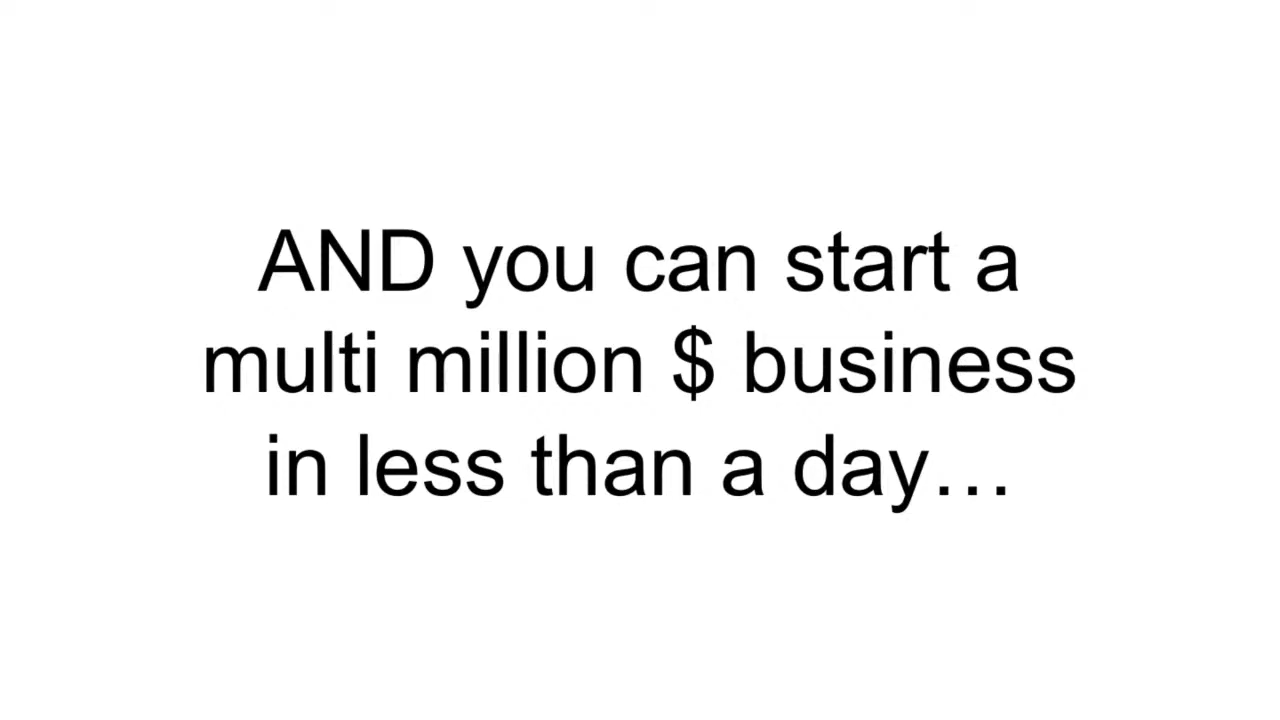 AND you can start a
multi million $ business
in less than a day…